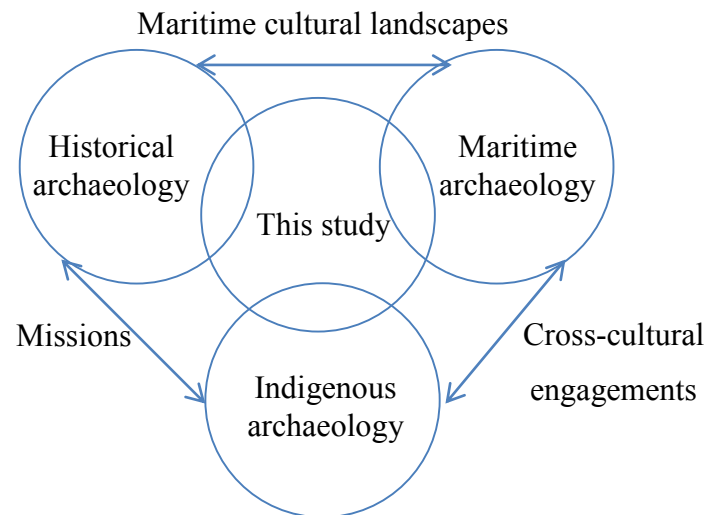 Maritime cultural landscapes
Historical
archaeology
Maritime
archaeology
This study
Missions
Cross-cultural
engagements
Indigenous
archaeology